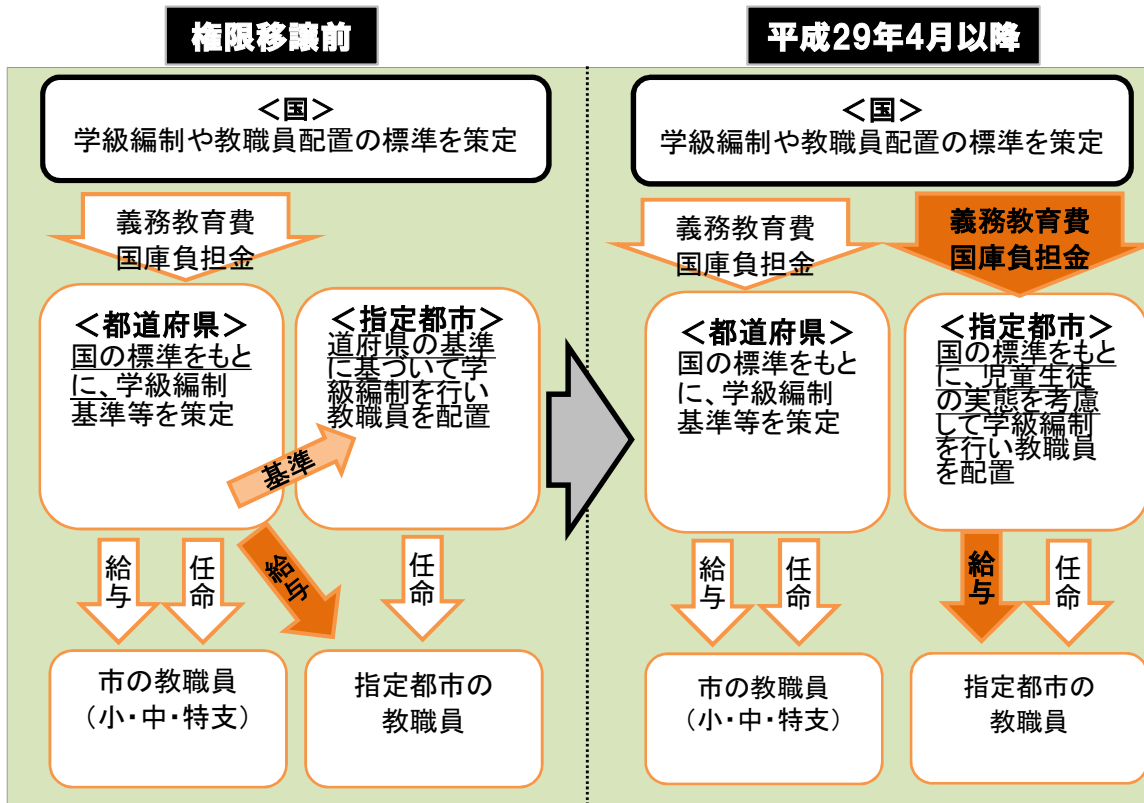 権限移譲前
＜国＞
学級編制や教職員配置の標準を策定
義務教育費
国庫負担金
＜都道府県＞
国の標準をもと
に、学級編制
基準等を策定
＜指定都市＞
道府県の基準
に基づいて学
級編制を行い
教職員を配置
基準
給与
任命
給与
任命
市の教職員
（小・中・特支）
指定都市の
教職員
平成29年4月以降
＜国＞
学級編制や教職員配置の標準を策定
義務教育費
国庫負担金
義務教育費
国庫負担金
＜都道府県＞
国の標準をもと
に、学級編制
基準等を策定
＜指定都市＞
国の標準をもと
に、児童生徒
の実態を考慮
して学級編制
を行い教職員
を配置
給与
任命
給与
任命
市の教職員
（小・中・特支）
指定都市の
教職員